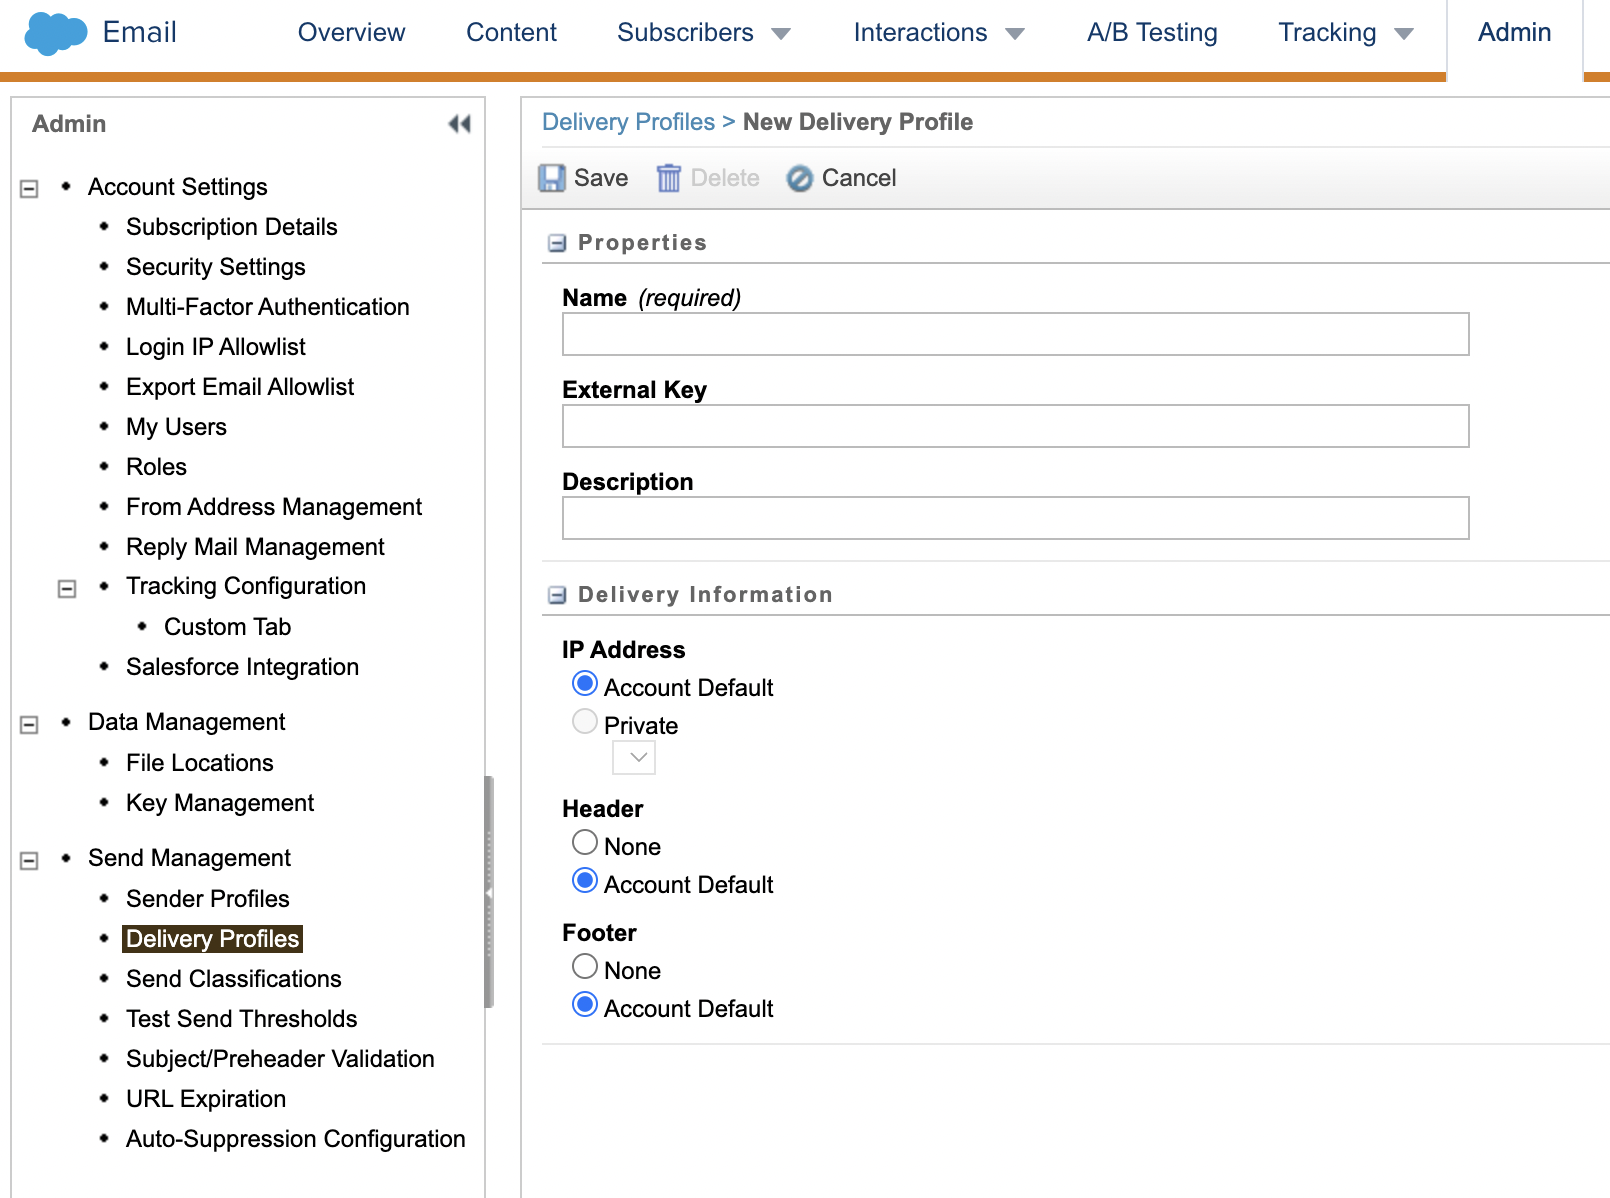 Email
Overview
Content
Subscribers
Interactions
A/B Testing
Tracking
Admin
Admin
Account Settings
Subscription Details
Security Settings
Multi-Factor Authentication
Login IP Allowlist
Export Email Allowlist
My Users
Roles
From Address Management
Reply Mail Management
Tracking Configuration
Custom Tab
Salesforce Integration
Data Management
File Locations
Key Management
Send Management
Sender Profiles
Delivery Profiles
Send Classifications
Test Send Thresholds
Subject/Preheader Validation
URL Expiration
Auto-Suppression Configuration
Delivery Profiles > New Delivery Profile
Save
Delete
Cancel
Properties
Name (required)
External Key
Description
Delivery Information
IP Address
Account Default
Private
Header
None
Account Default
Footer
None
Account Default